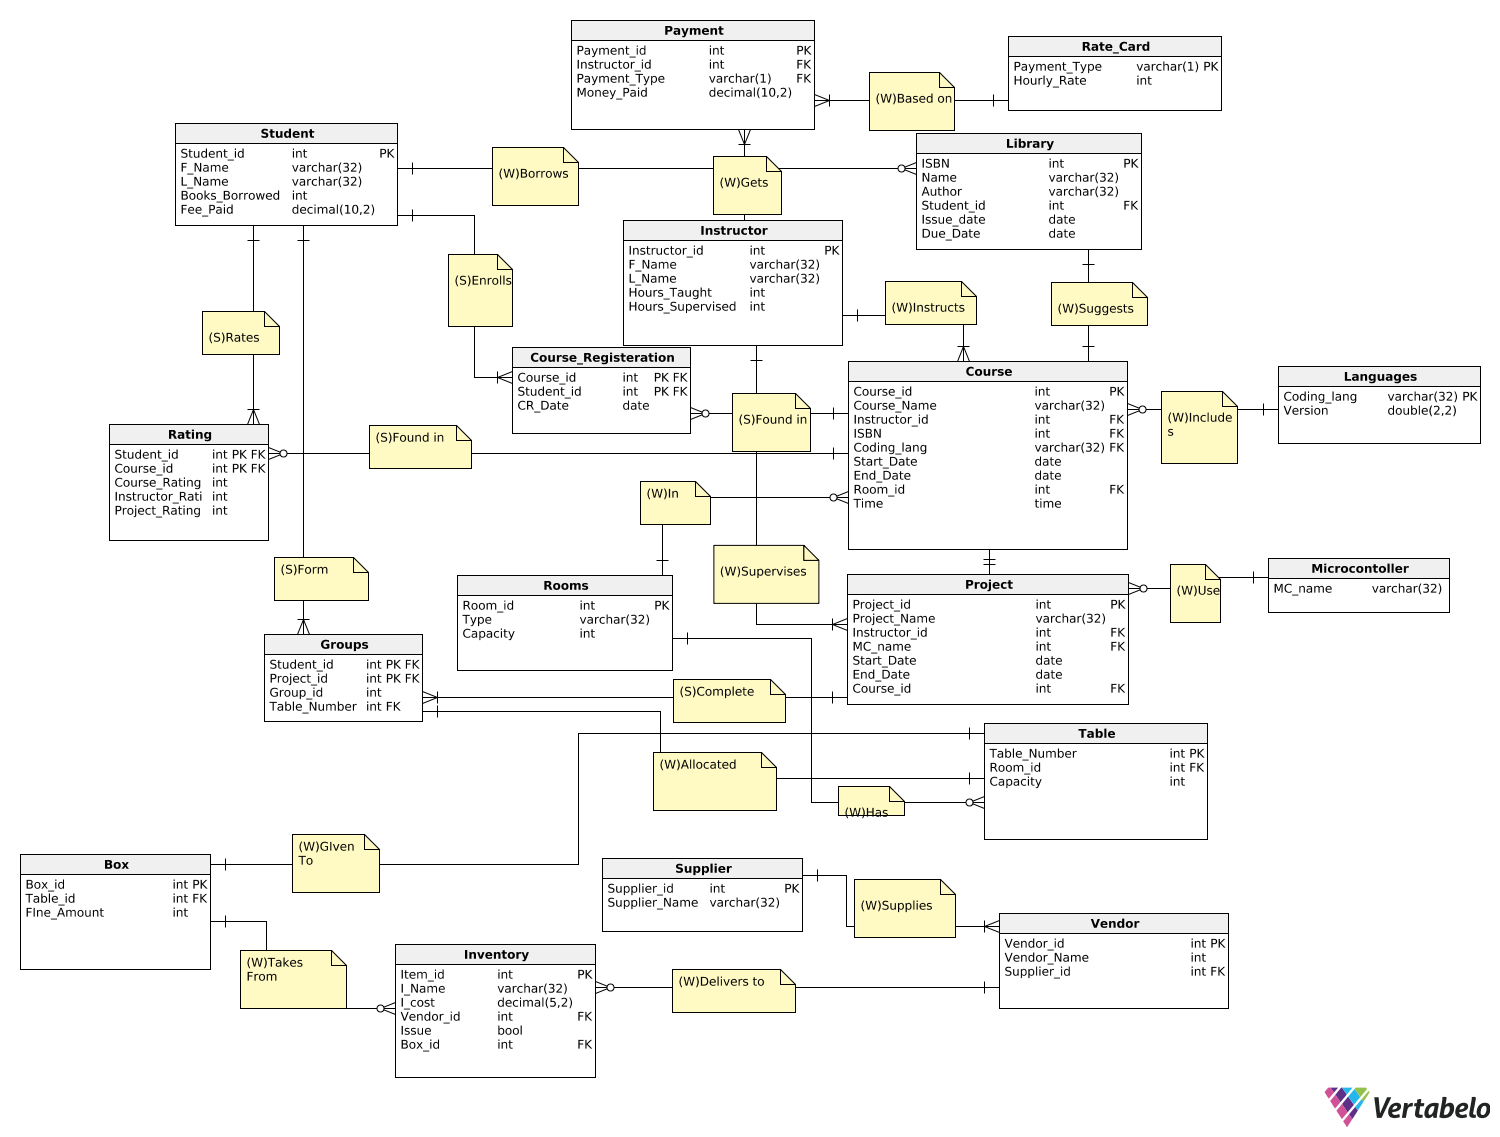 Payment
Payment_id int PK
Instructor_id int FK
Payment_Type varchar(1) FK
Money_Paid decimal(10,2)
Rate_Card
Payment_Type varchar(1) PK
Hourly_Rate int
(W)Based on
Student
Student_id int PK
F_Name varchar(32)
L_Name varchar(32)
Books_Borrowed int
Fee_Paid decimal(10,2)
(W)Borrows
(W)Gets
Library
ISBN int PK
Name varchar(32)
Author varchar(32)
Student_id int FK
Issue_date date
Due_Date date
Instructor
Instructor_id int PK
F_Name varchar(32)
L_Name varchar(32)
Hours_Taught int
Hours_Supervised int
(S)Enrolls
(W)Instructs
(W)Suggests
(S)Rates
Course_Registeration
Course_id int PK FK
Student_id int PK FK
CR_Date date
Course
Course_id int PK
Course_Name varchar(32)
Instructor_id int FK
ISBN int FK
Coding_lang varchar(32) FK
Start_Date date
End_Date date
Room_id int FK
Time time
Languages
Coding_lang varchar(32) PK
Version double(2,2)
(W)Include
s
(S)Found in
(S)Found in
Rating
Student_id int PK FK
Course_id int PK FK
Course_Rating int
Instructor_Rati int
Project_Rating int
(W)In
(S)Form
(W)Supervises
Rooms
Room_id int PK
Type varchar(32)
Capacity int
Project
Project_id int PK
Project_Name varchar(32)
Instructor_id int FK
MC_name int FK
Start_Date date
End_Date date
Course_id int FK
(W)Use
Microcontoller
MC_name varchar(32)
Groups
Student_id int PK FK
Project_id int PK FK
Group_id int
Table_Number int FK
(S)Complete
(W)Allocated
Table
Table_Number int PK
Room_id int FK
Capacity int
(W)Has
(W)GIven
To
Box
Box_id int PK
Table_id int FK
FIne_Amount int
Supplier
Supplier_id int PK
Supplier_Name varchar(32)
(W)Supplies
Vendor
Vendor_id int PK
Vendor_Name int
Supplier_id int FK
(W)Takes
From
Inventory
Item_id int PK
I_Name varchar(32)
I_cost decimal(5,2)
Vendor_id int FK
Issue bool
Box_id int FK
(W)Delivers to
Vertabelo